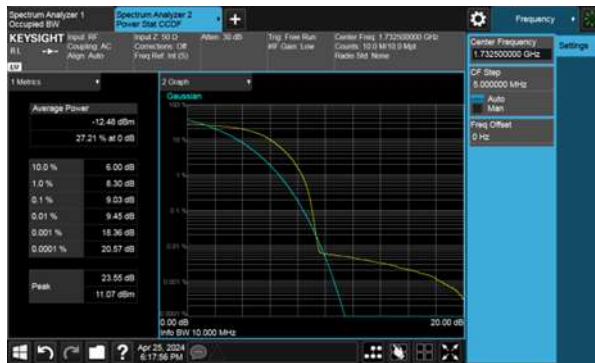 Spectrum Analyzer 1
Occupied BW
Spectrum Analyzer 2
Power Stat CCDF
Frequency
KEYSIGHT
Input: RF
Coupling: AC
Align: Auto
Input Z: 50 Ω
Corrections: Off
Freq Ref: Int (S)
Atten: 30 dB
Trig: Free Run
#IF Gain: Low
Center Freq: 1.732500000 GHz
Counts: 10.0 M/10.0 Mpt
Radio Std: None
Center Frequency
1.732500000 GHz
Settings
CF Step
5.000000 MHz
Auto
Man
Freq Offset
0 Hz
1 Metrics
2 Graph
Gaussian
Average Power
-12.48 dBm
27.21 % at 0 dB
10.0 % 6.00 dB
1.0 % 8.30 dB
0.1 % 9.03 dB
0.01 % 9.45 dB
0.001 % 18.36 dB
0.0001 % 20.57 dB
Peak
23.55 dB
11.07 dBm
100 %
10 %
1 %
0.1 %
0.01 %
0.001 %
0.0001 %
0.00 dB
20.00 dB
Info BW 10.000 MHz
Apr 25, 2024
6:17:56 PM